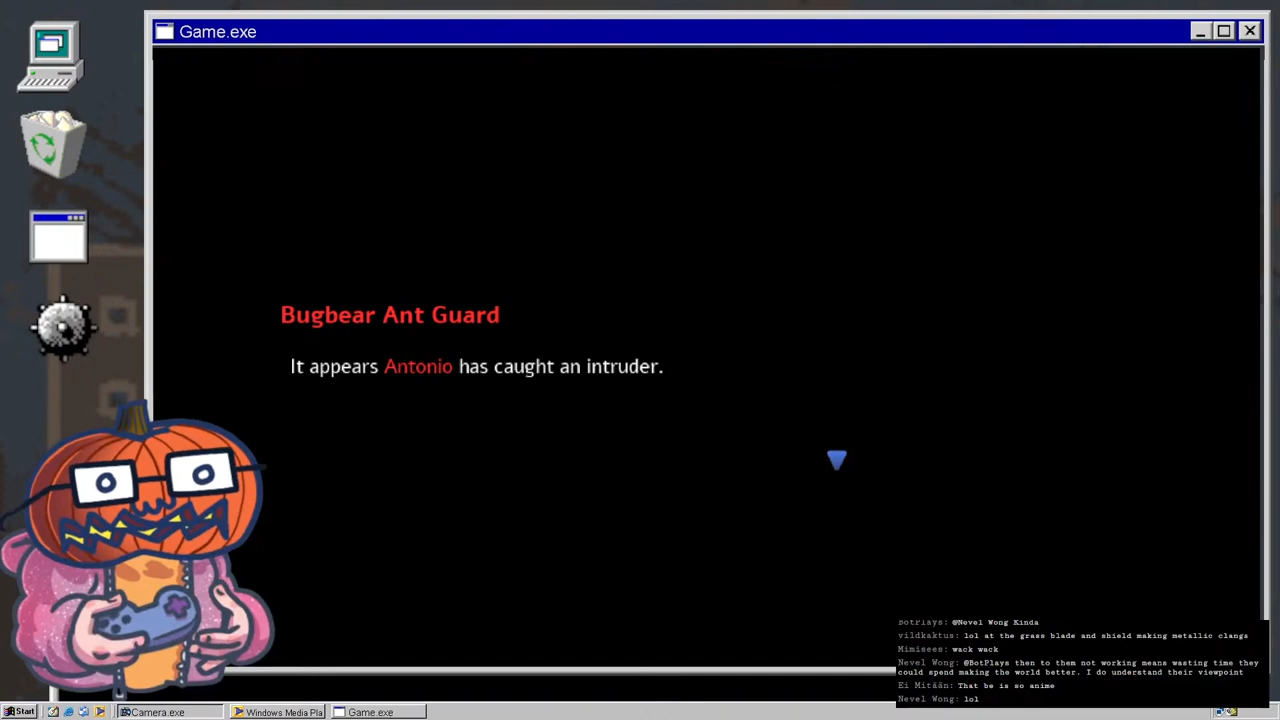 Game.exe
Bugbear Ant Guard
It appears Antonio has caught an intruder.
BotPlays: @Nevel Wong Kinda
vildkaktus: lol at the grass blade and shield making metallic clangs
Mimisees: wack wack
Nevel Wong: @BotPlays then to them not working means wasting time they
could spend making the world better. I do understand their viewpoint
Ei Mitään: That be is so anime
Nevel Wong: lol
Start
Camera.exe
Windows Media Pla
Game.exe